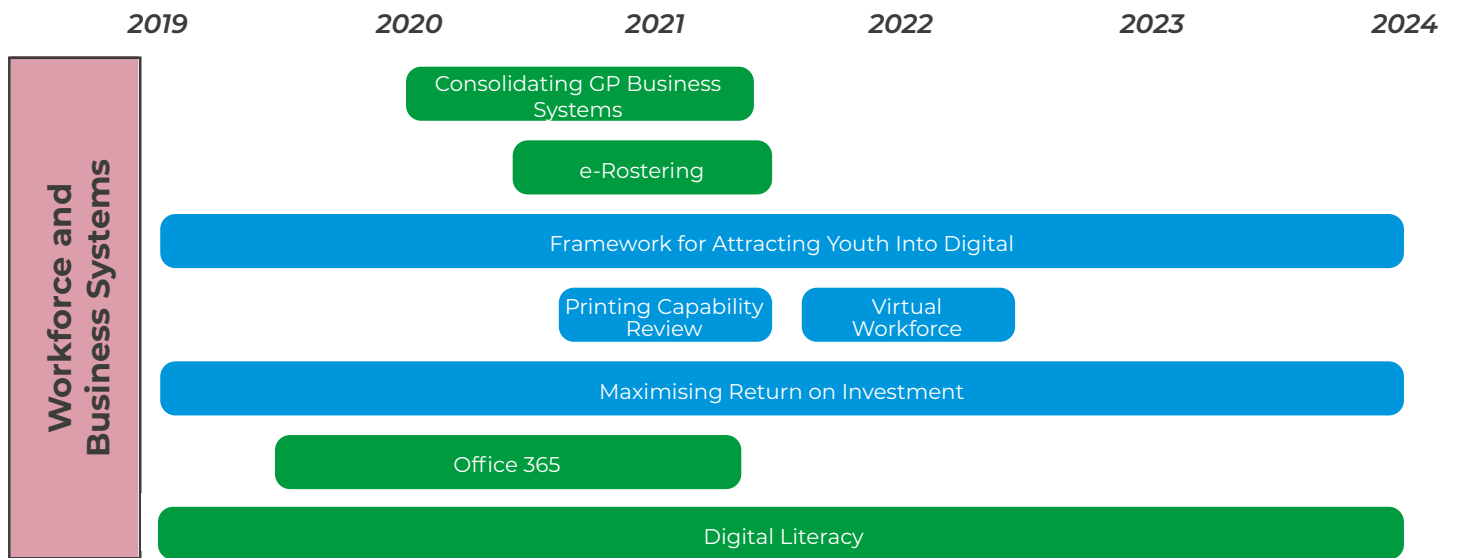 2019 2020 2021 2022 2023 2024
Workforce and
Business Systems
Consolidating GP Business
Systems
e-Rostering
Framework for Attracting Youth Into Digital
Printing Capability
Review
Virtual
Workforce
Maximising Return on Investment
Office 365
Digital Literacy